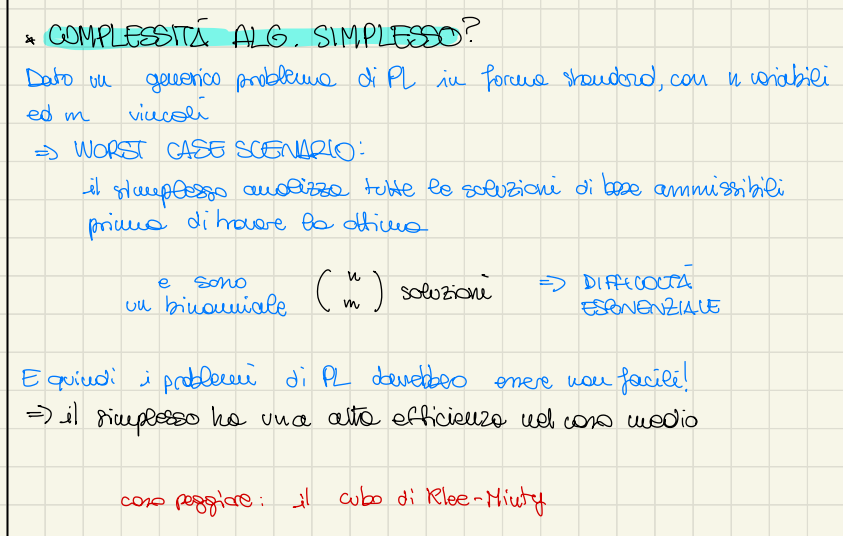 * COMPLESSITÀ ALG. SIMPLESSO?
Dato un generico problema di PL in forma standard, con n variabili
ed m vincoli
=> WORST CASE SCENARIO:
il simplesso analizza tutte le soluzioni di base ammissibili
prima di trovare la ottima
e sono
un binomiale (n m) soluzioni => DIFFICOLTÀ
ESPONENZIALE
E quindi i problemi di PL dovrebbero essere non facili!
=> il simplesso ha una alta efficienza nel caso medio
caso peggiore: il cubo di Klee-Minty